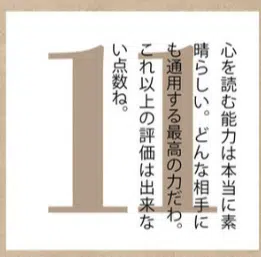 11
心を読む能力は本当に素
晴らしい。どんな相手に
も通用する最高の力だわ。
これ以上の評価は出来な
い点数ね。